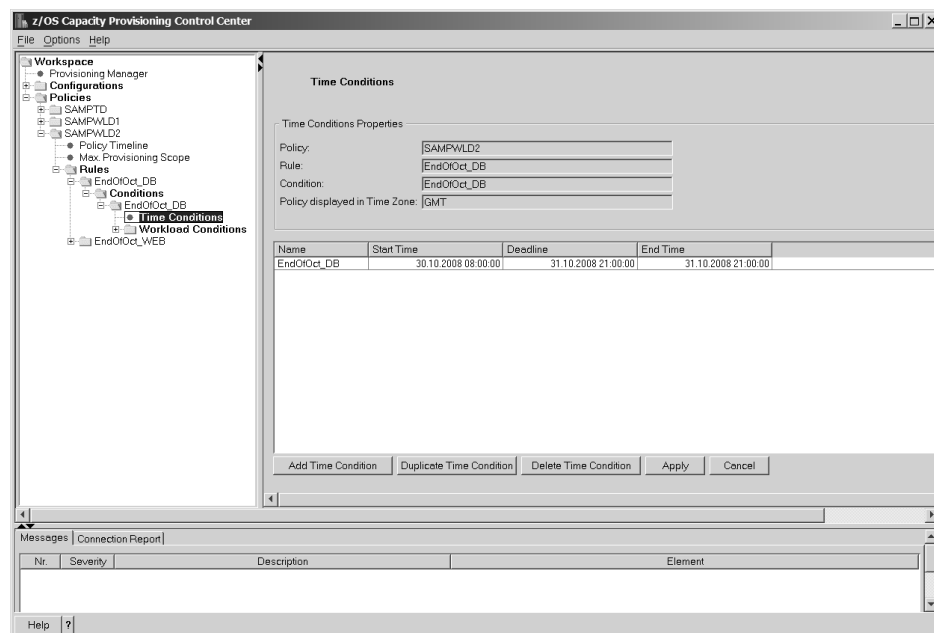 z/OS Capacity Provisioning Control Center
File Options Help
Workspace
Provisioning Manager
Configurations
Policies
SAMPTD
SAMPWLD1
SAMPWLD2
Policy Timeline
Max. Provisioning Scope
Rules
EndOfOct_DB
Conditions
EndOfOct_DB
Time Conditions
Workload Conditions
EndOfOct_WEB
Time Conditions
Time Conditions Properties
Policy: SAMPWLD2
Rule: EndOfOct_DB
Condition: EndOfOct_DB
Policy displayed in Time Zone: GMT
Name Start Time Deadline End Time
EndOfOct_DB 30.10.2008 08:00:00 31.10.2008 21:00:00 31.10.2008 21:00:00
Add Time Condition Duplicate Time Condition Delete Time Condition Apply Cancel
Messages Connection Report
Nr. Severity Description Element
Help ?